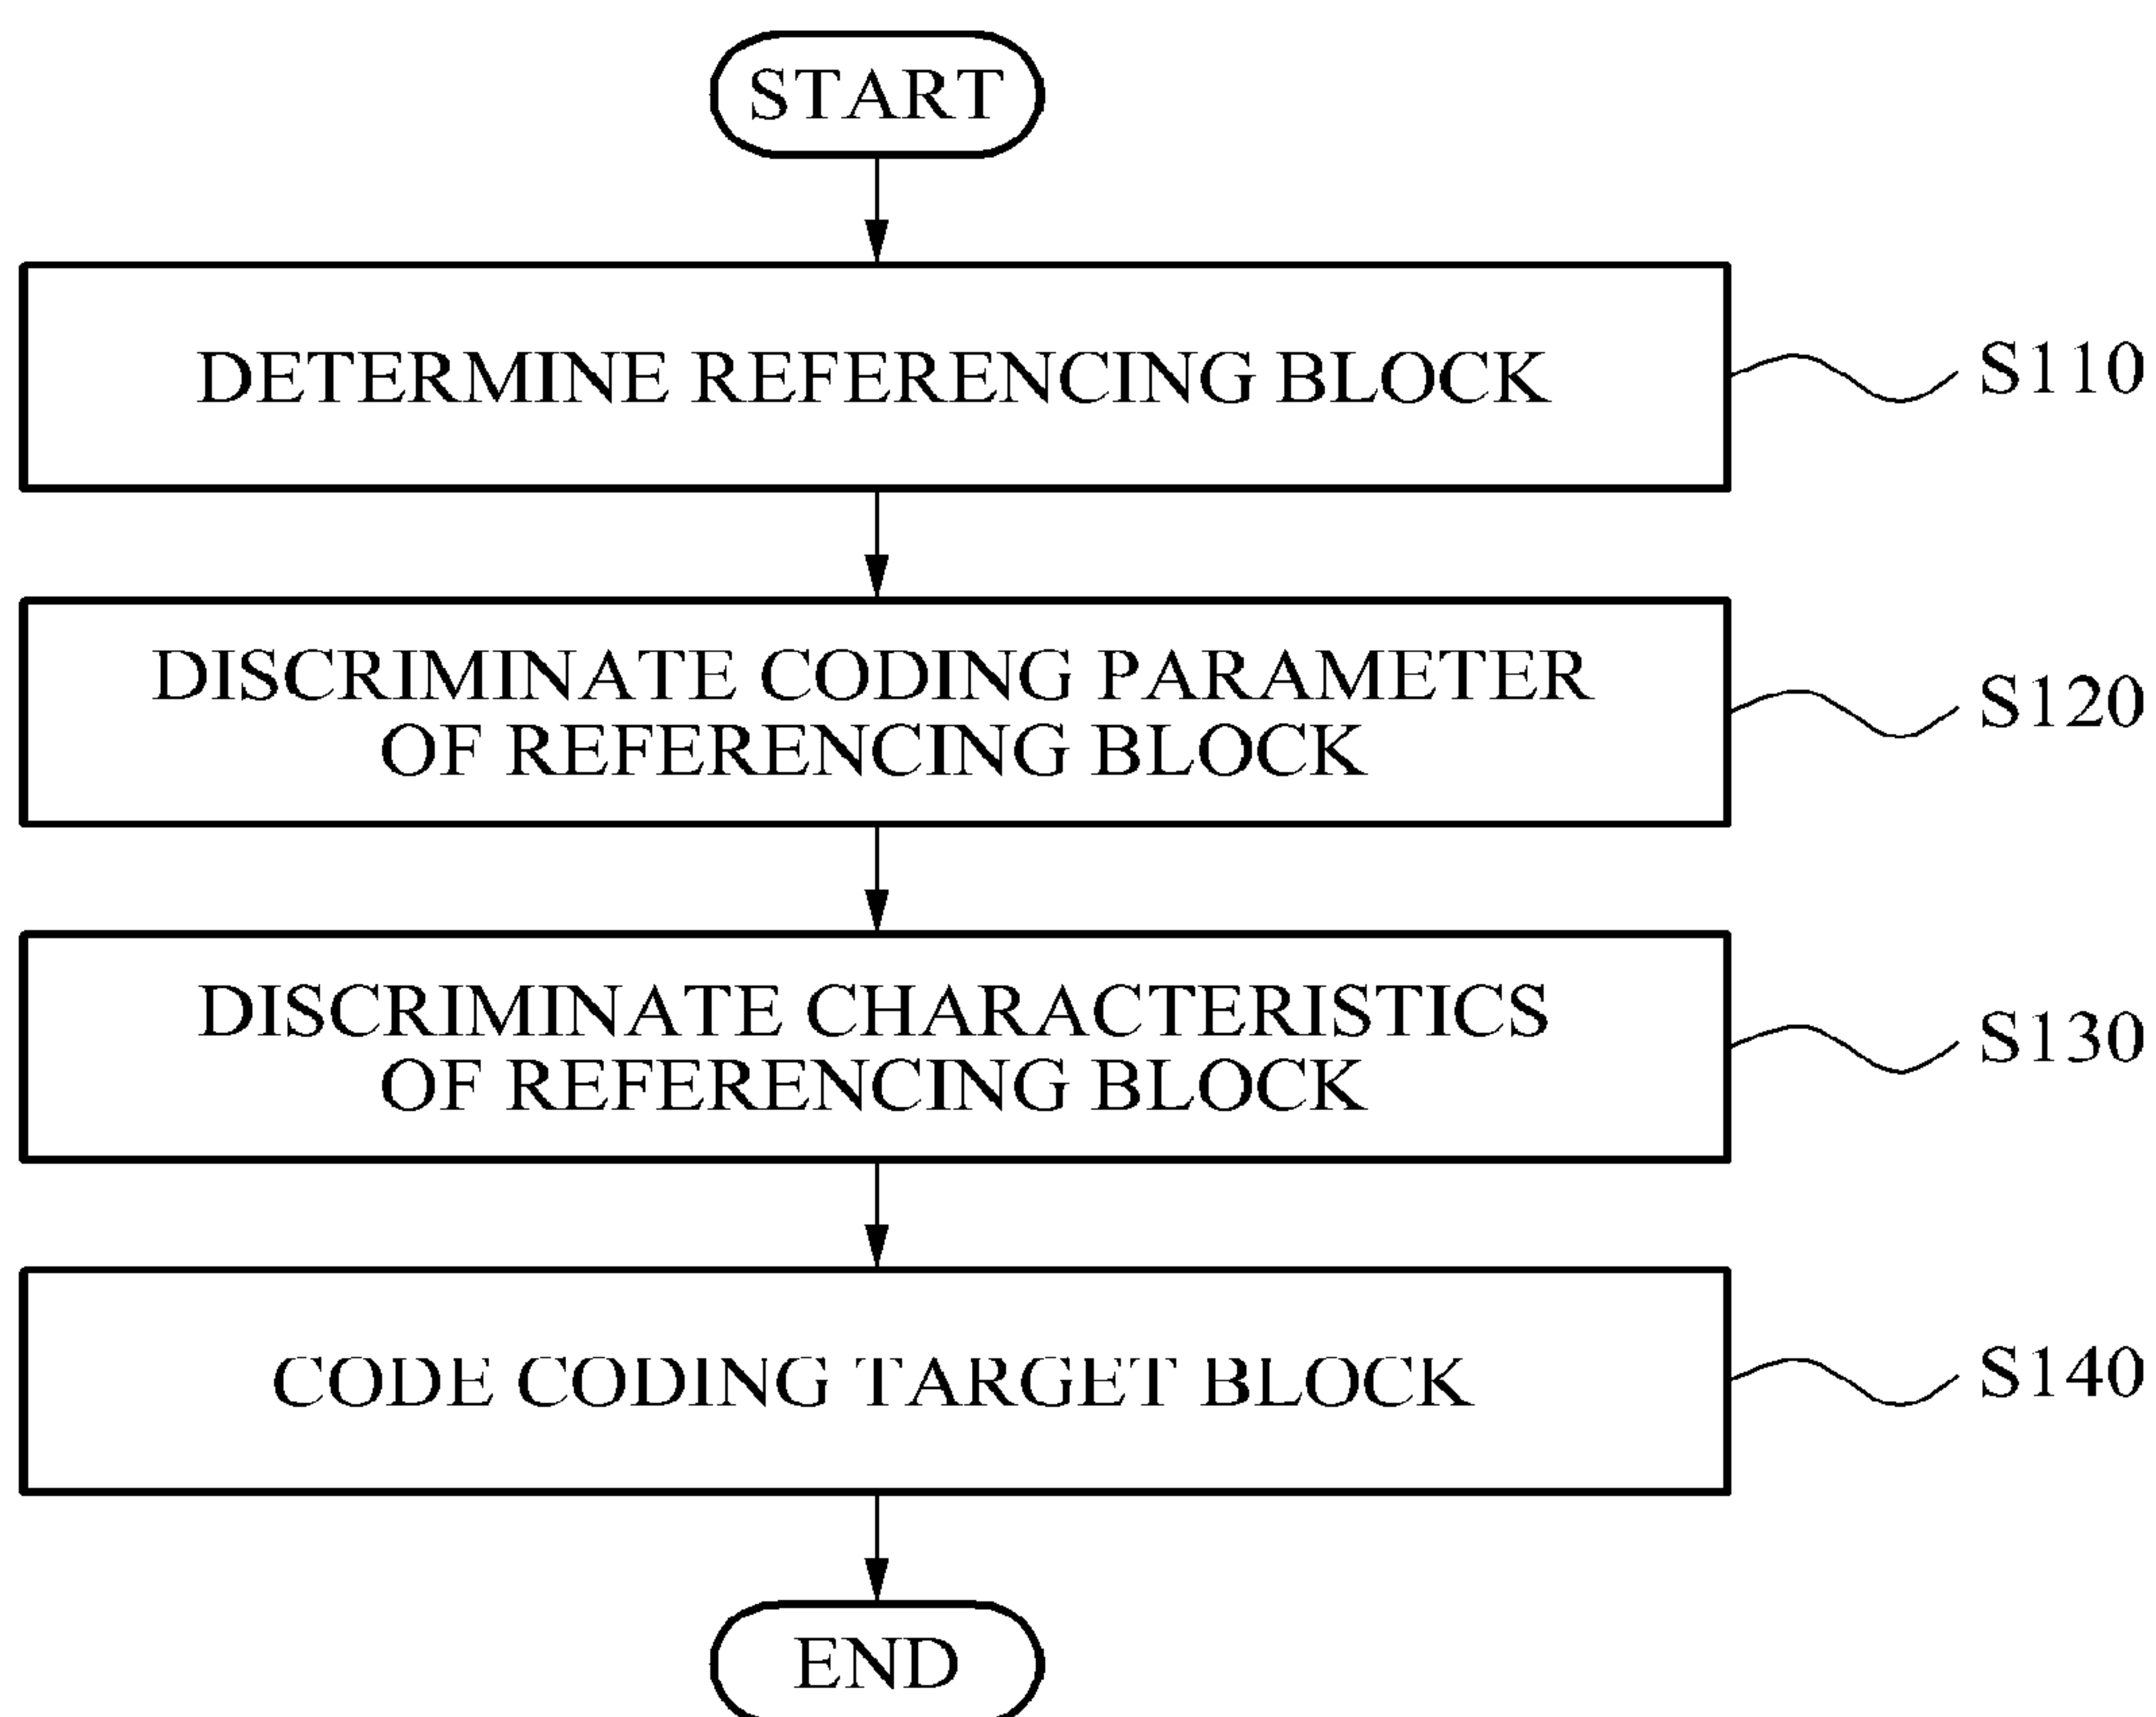 START
DETERMINE REFERENCING BLOCK
S110
DISCRIMINATE CODING PARAMETER
OF REFERENCING BLOCK
S120
DISCRIMINATE CHARACTERISTICS
OF REFERENCING BLOCK
S130
CODE CODING TARGET BLOCK
S140
END